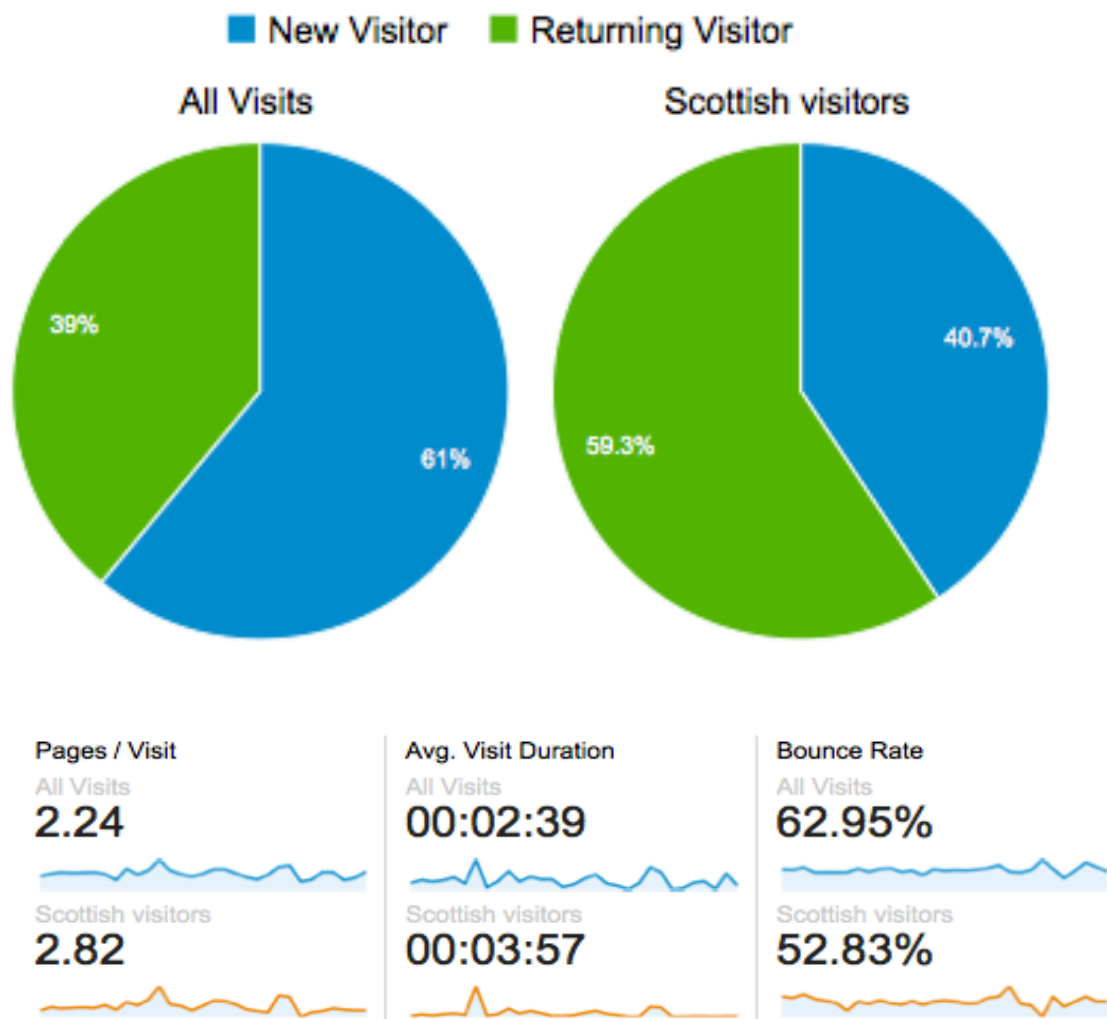 New Visitor Returning Visitor
All Visits Scottish visitors
39%
61%
59.3%
40.7%
Pages / Visit
All Visits
2.24
Scottish visitors
2.82
Avg. Visit Duration
All Visits
00:02:39
Scottish visitors
00:03:57
Bounce Rate
All Visits
62.95%
Scottish visitors
52.83%